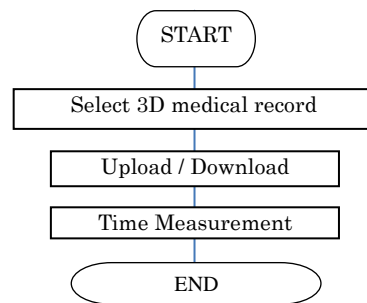 START
Select 3D medical record
Upload / Download
Time Measurement
END